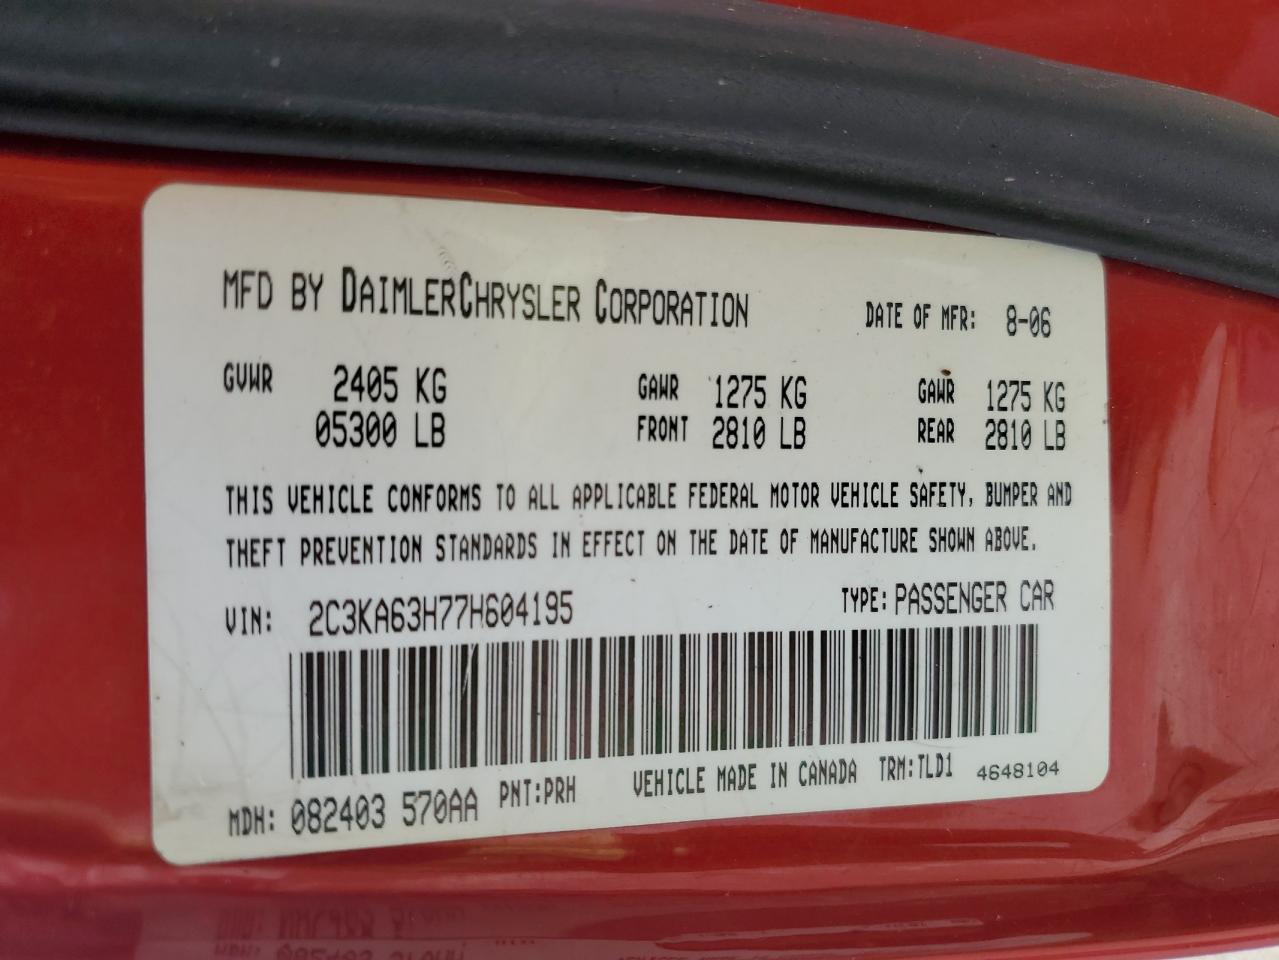 MFD BY DAIMLERCHRYSLER CORPORATION DATE OF MFR: 8-06
GVWR 2405 KG GAWR 1275 KG GAWR 1275 KG
05300 LB FRONT 2810 LB REAR 2810 LB
THIS VEHICLE CONFORMS TO ALL APPLICABLE FEDERAL MOTOR VEHICLE SAFETY, BUMPER AND
THEFT PREVENTION STANDARDS IN EFFECT ON THE DATE OF MANUFACTURE SHOWN ABOVE.
VIN: 2C3KA63H77H604195 TYPE: PASSENGER CAR
MDH: 082403 570AA PNT:PRH VEHICLE MADE IN CANADA TRM:TLD1 4648104